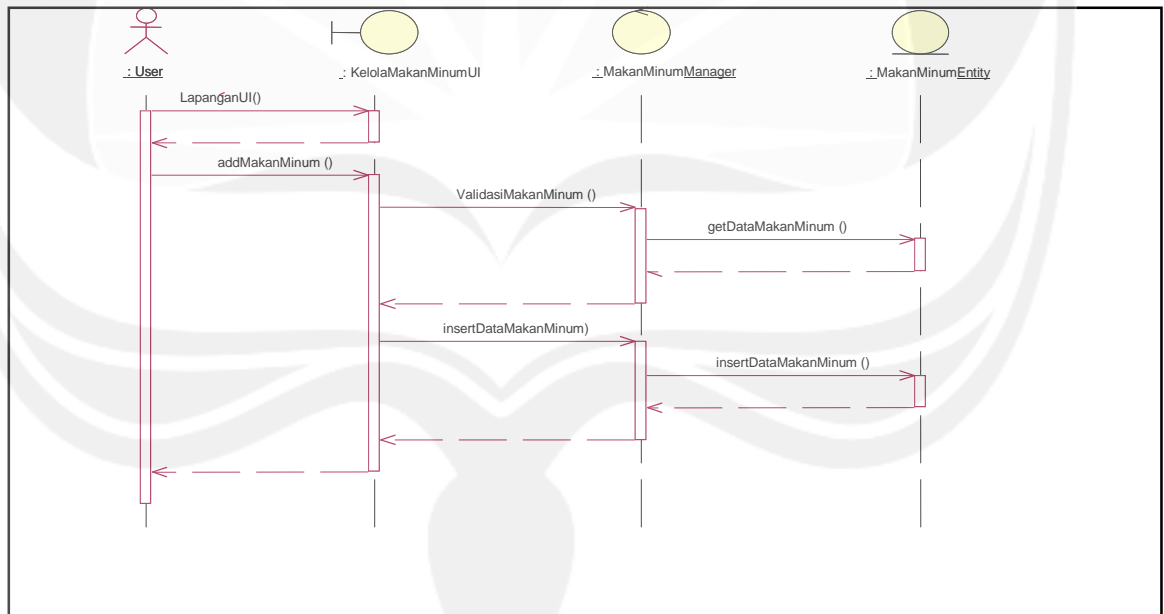 : User
: KelolaMakanMinumUI
: MakanMinumManager
: MakanMinumEntity
LapanganUI()
addMakanMinum ()
ValidasiMakanMinum ()
getDataMakanMinum ()
insertDataMakanMinum)
insertDataMakanMinum ()